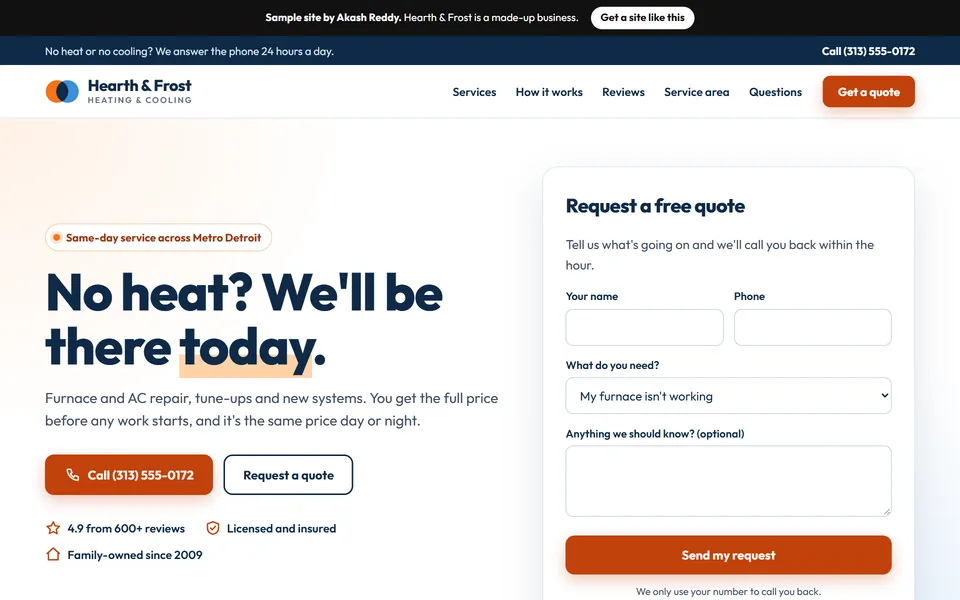 Sample site by Akash Reddy. Hearth & Frost is a made-up business.
Get a site like this
No heat or no cooling? We answer the phone 24 hours a day.
Call (313) 555-0172
Hearth & Frost
HEATING & COOLING
Services
How it works
Reviews
Service area
Questions
Get a quote
Same-day service across Metro Detroit
No heat? We'll be
there today.
Furnace and AC repair, tune-ups and new systems. You get the full price
before any work starts, and it's the same price day or night.
Call (313) 555-0172
Request a quote
4.9 from 600+ reviews
Licensed and insured
Family-owned since 2009
Request a free quote
Tell us what's going on and we'll call you back within the
hour.
Your name
Phone
What do you need?
My furnace isn't working
Anything we should know? (optional)
Send my request
We only use your number to call you back.